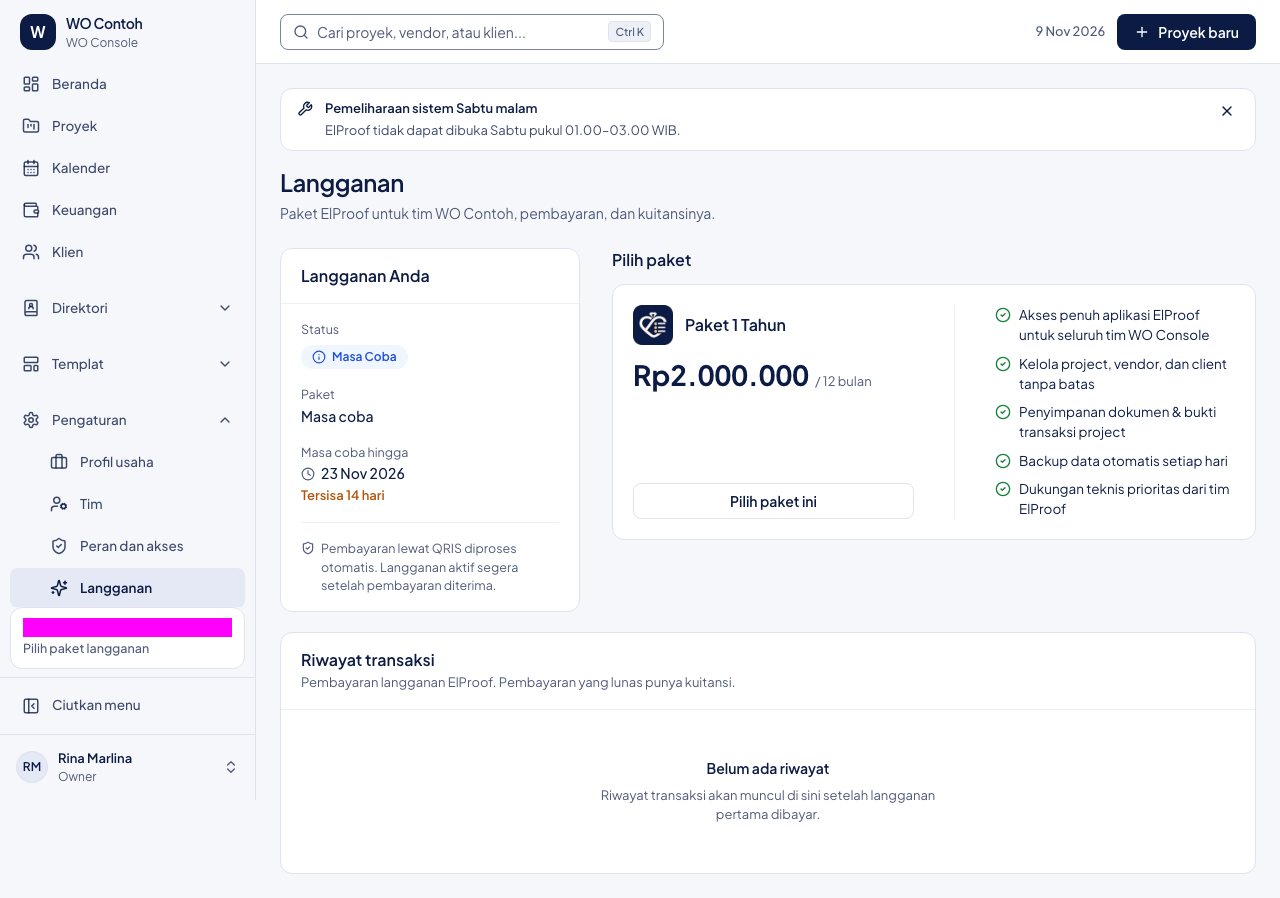 W
WO Contoh
WO Console
Beranda
Proyek
Kalender
Keuangan
Klien
Direktori
Templat
Pengaturan
Profil usaha
Tim
Peran dan akses
Langganan
Pilih paket langganan
Ciutkan menu
RM
Rina Marlina
Owner
Cari proyek, vendor, atau klien...
Ctrl K
9 Nov 2026
Proyek baru
Pemeliharaan sistem Sabtu malam
ElProof tidak dapat dibuka Sabtu pukul 01.00–03.00 WIB.
Langganan
Paket ElProof untuk tim WO Contoh, pembayaran, dan kuitansinya.
Langganan Anda
Status
Masa Coba
Paket
Masa coba
Masa coba hingga
23 Nov 2026
Tersisa 14 hari
Pembayaran lewat QRIS diproses
otomatis. Langganan aktif segera
setelah pembayaran diterima.
Pilih paket
Paket 1 Tahun
Rp2.000.000 / 12 bulan
Pilih paket ini
Akses penuh aplikasi ElProof
untuk seluruh tim WO Console
Kelola project, vendor, dan client
tanpa batas
Penyimpanan dokumen & bukti
transaksi project
Backup data otomatis setiap hari
Dukungan teknis prioritas dari tim
ElProof
Riwayat transaksi
Pembayaran langganan ElProof. Pembayaran yang lunas punya kuitansi.
Belum ada riwayat
Riwayat transaksi akan muncul di sini setelah langganan
pertama dibayar.